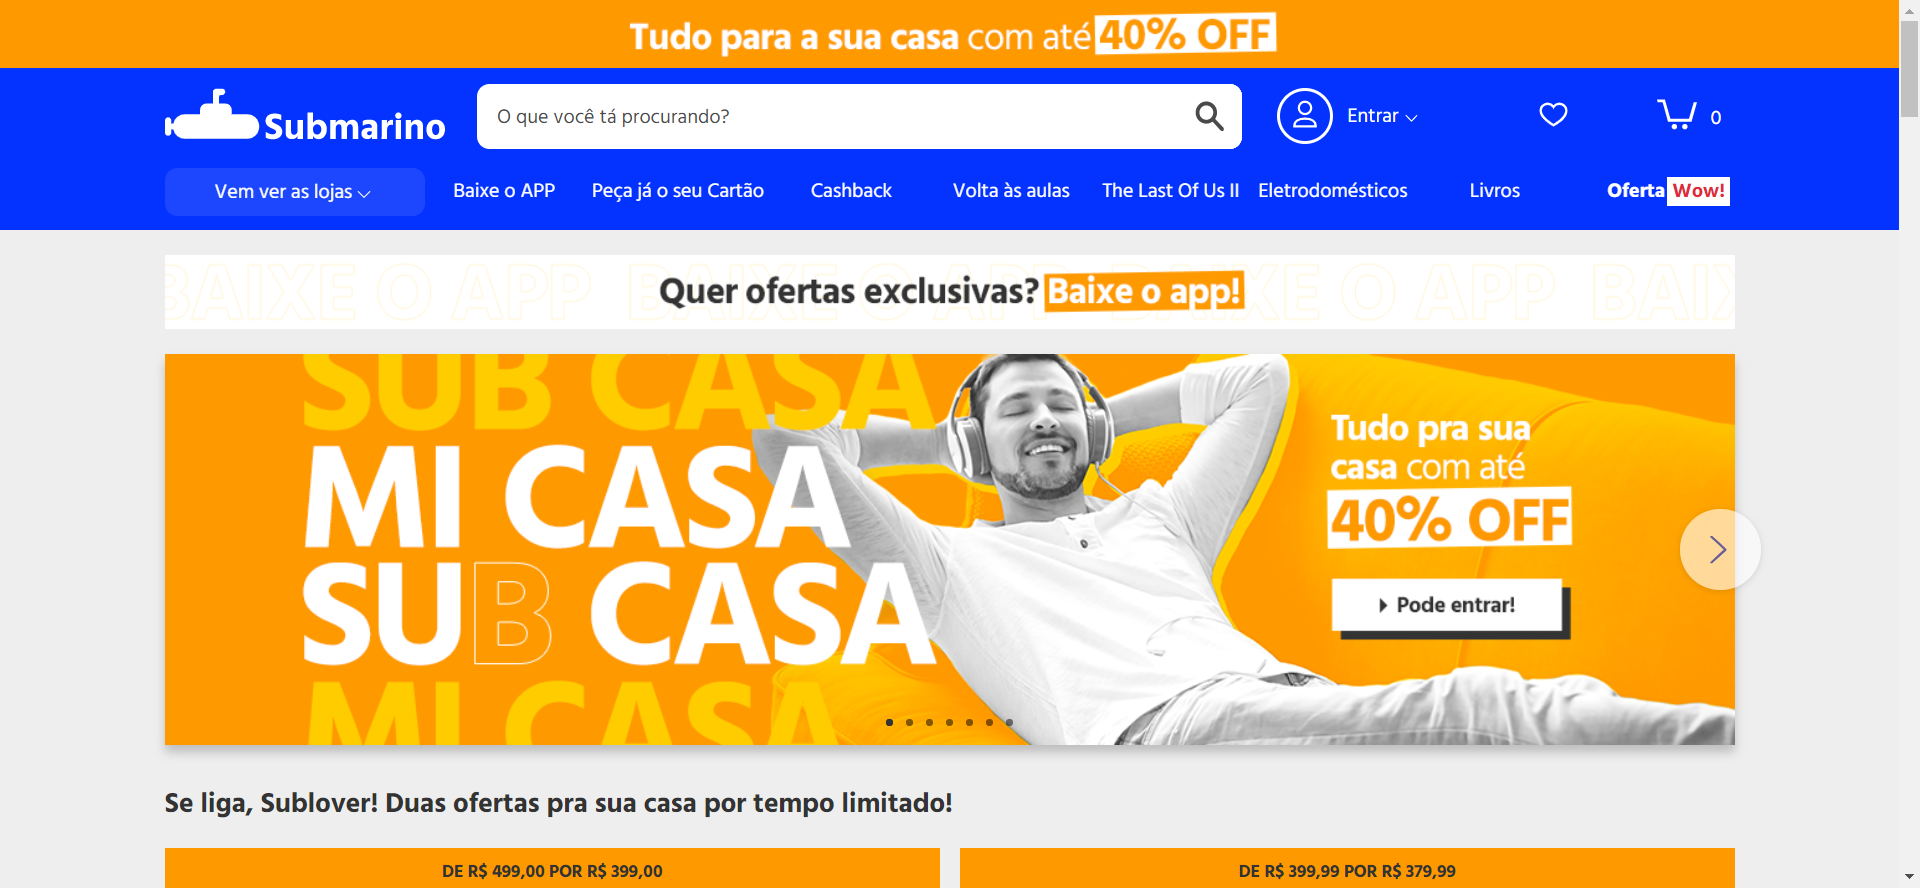 Tudo para a sua casa com até 40% OFF
Submarino
O que você tá procurando?
Entrar
0
Vem ver as lojas
Baixe o APP
Peça já o seu Cartão
Cashback
Volta às aulas
The Last Of Us II
Eletrodomésticos
Livros
Oferta Wow!
BAIXE O APP BAIXE O APP BAIXE O APP BAIX
Quer ofertas exclusivas? Baixe o app!
SUB CASA
MI CASA
SUB CASA
MI CASA
Tudo pra sua
casa com até
40% OFF
Pode entrar!
Se liga, Sublover! Duas ofertas pra sua casa por tempo limitado!
DE R$ 499,00 POR R$ 399,00
DE R$ 399,99 POR R$ 379,99